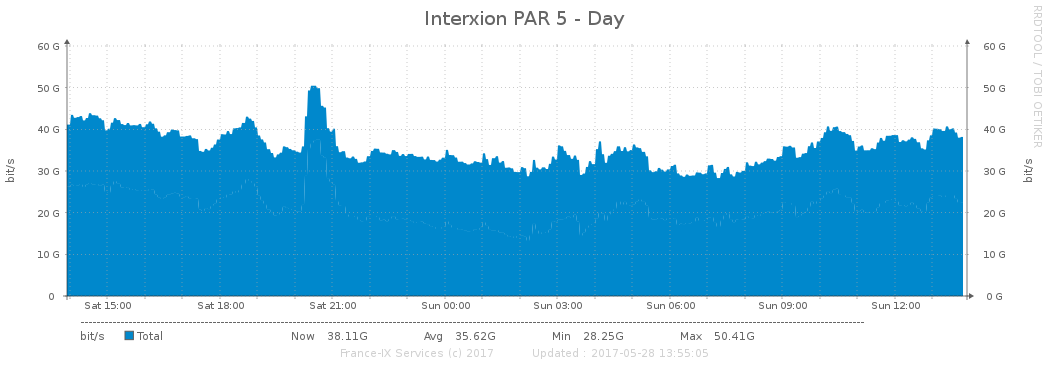 Interxion PAR 5 - Day
RRDTOOL / TOBI OETIKER
bit/s
60 G
50 G
40 G
30 G
20 G
10 G
0
60 G
50 G
40 G
30 G
20 G
10 G
0 G
bit/s
Sat 15:00 Sat 18:00 Sat 21:00 Sun 00:00 Sun 03:00 Sun 06:00 Sun 09:00 Sun 12:00
bit/s Total Now 38.11G Avg 35.62G Min 28.25G Max 50.41G
France-IX Services (c) 2017 Updated : 2017-05-28 13:55:05